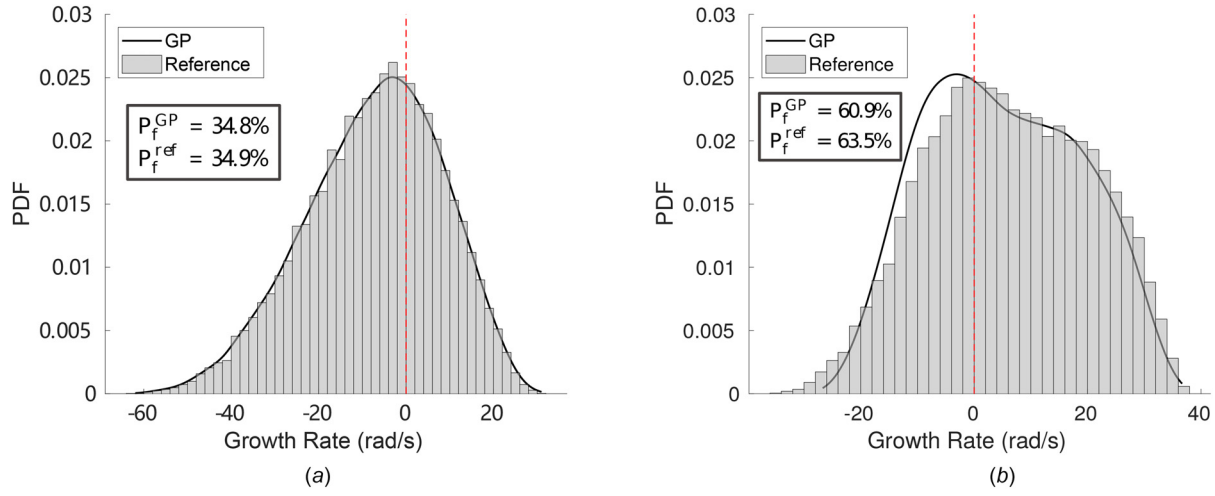 0.03
0.025
0.02
0.015
0.01
0.005
0
PDF
GP
Reference
P_f^GP = 34.8%
P_f^ref = 34.9%
-60
-40
-20
0
20
Growth Rate (rad/s)
(a)
0.03
0.025
0.02
0.015
0.01
0.005
0
PDF
GP
Reference
P_f^GP = 60.9%
P_f^ref = 63.5%
-20
0
20
40
Growth Rate (rad/s)
(b)